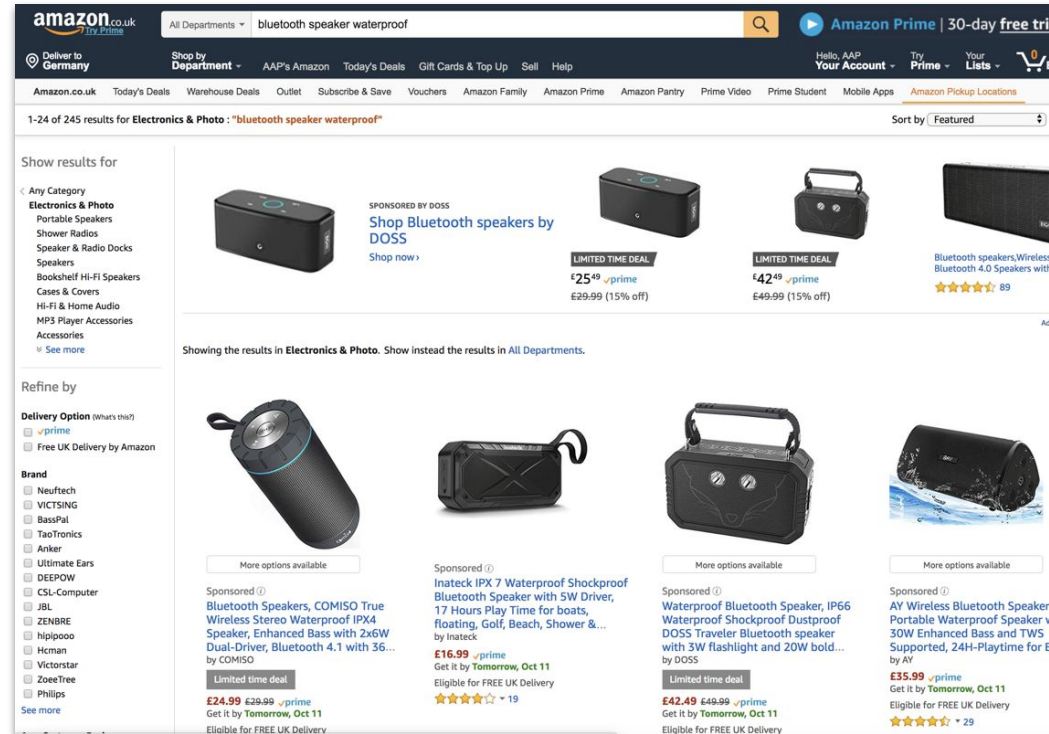 amazon.co.uk
Try Prime
All Departments
bluetooth speaker waterproof
Amazon Prime | 30-day free
Deliver to
Germany
Shop by
Department
AAP's Amazon
Today's Deals
Gift Cards & Top Up
Sell
Help
Hello, AAP
Your Account
Try
Prime
Your
Lists
0
Amazon.co.uk
Today's Deals
Warehouse Deals
Outlet
Subscribe & Save
Vouchers
Amazon Family
Amazon Prime
Amazon Pantry
Prime Video
Prime Student
Mobile Apps
Amazon Pickup Locations
1-24 of 245 results for Electronics & Photo : "bluetooth speaker waterproof"
Sort by Featured
Show results for
Any Category
Electronics & Photo
Portable Speakers
Shower Radios
Speaker & Radio Docks
Speakers
Bookshelf Hi-Fi Speakers
Cases & Covers
Hi-Fi & Home Audio
MP3 Player Accessories
Accessories
See more
Refine by
Delivery Option (What's this?)
prime
Free UK Delivery by Amazon
Brand
Neuftech
VICTSING
BassPal
TaoTronics
Anker
Ultimate Ears
DEEPOW
CSL-Computer
JBL
ZENBRE
hipipooo
Hcman
Victorstar
ZoeeTree
Philips
See more
SPONSORED BY DOSS
Shop Bluetooth speakers by
DOSS
Shop now ›
LIMITED TIME DEAL
£25.49 prime
£29.99 (15% off)
LIMITED TIME DEAL
£42.49 prime
£49.99 (15% off)
Bluetooth speakers,Wireless
Bluetooth 4.0 Speakers with
89
Showing the results in Electronics & Photo. Show instead the results in All Departments.
More options available
Sponsored
Bluetooth Speakers, COMISO True
Wireless Stereo Waterproof IPX4
Speaker, Enhanced Bass with 2x6W
Dual-Driver, Bluetooth 4.1 with 36...
by COMISO
Limited time deal
£24.99 £29.99 prime
Get it by Tomorrow, Oct 11
Eligible for FREE UK Delivery
Sponsored
Inateck IPX 7 Waterproof Shockproof
Bluetooth Speaker with 5W Driver,
17 Hours Play Time for boats,
floating, Golf, Beach, Shower &...
by Inateck
£16.99 prime
Get it by Tomorrow, Oct 11
Eligible for FREE UK Delivery
19
More options available
Sponsored
Waterproof Bluetooth Speaker, IP66
Waterproof Shockproof Dustproof
DOSS Traveler Bluetooth speaker
with 3W flashlight and 20W bold...
by DOSS
Limited time deal
£42.49 £49.99 prime
Get it by Tomorrow, Oct 11
Eligible for FREE UK Delivery
More options available
Sponsored
AY Wireless Bluetooth Speaker
Portable Waterproof Speaker
30W Enhanced Bass and TWS
Supported, 24H-Playtime for
by AY
£35.99 prime
Get it by Tomorrow, Oct 11
Eligible for FREE UK Delivery
29